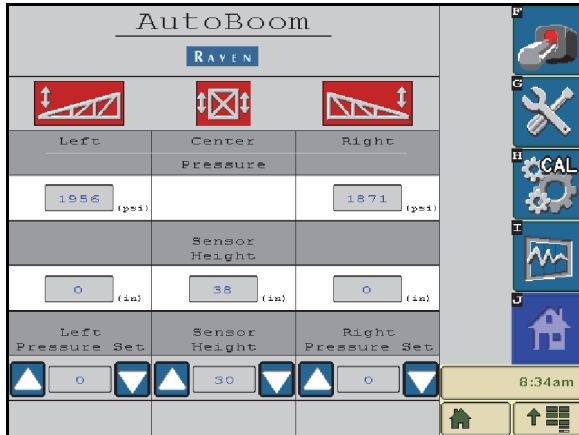 AutoBoom
RAVEN
F
G
H
CAL
I
J
Left Center Right
Pressure
1956 (psi) 1871 (psi)
Sensor
Height
0 (in) 38 (in) 0 (in)
Left Sensor Right
Pressure Set Height Pressure Set
0 30 0
8:34am